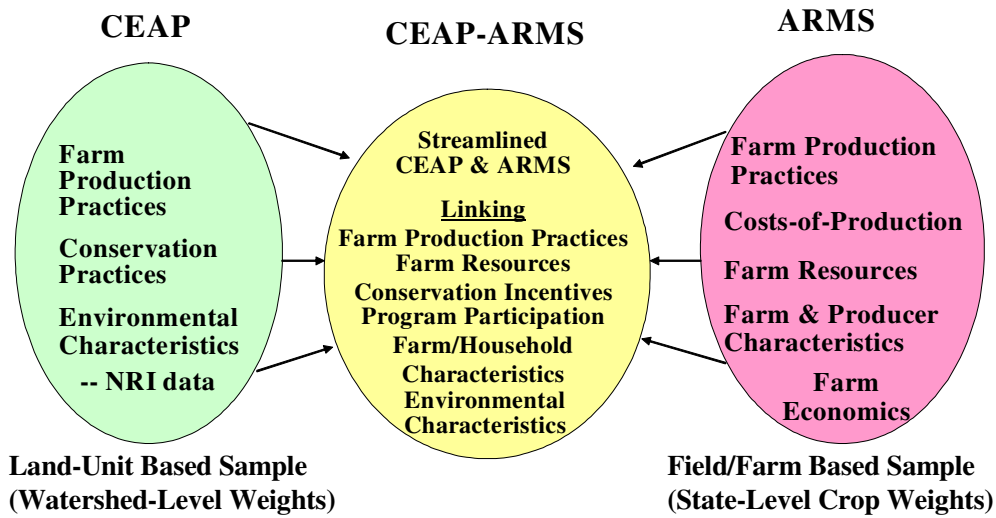 CEAP
Farm
Production
Practices
Conservation
Practices
Environmental
Characteristics
-- NRI data
Land-Unit Based Sample
(Watershed-Level Weights)
CEAP-ARMS
Streamlined
CEAP & ARMS
Linking
Farm Production Practices
Farm Resources
Conservation Incentives
Program Participation
Farm/Household
Characteristics
Environmental
Characteristics
ARMS
Farm Production
Practices
Costs-of-Production
Farm Resources
Farm & Producer
Characteristics
Farm
Economics
Field/Farm Based Sample
(State-Level Crop Weights)